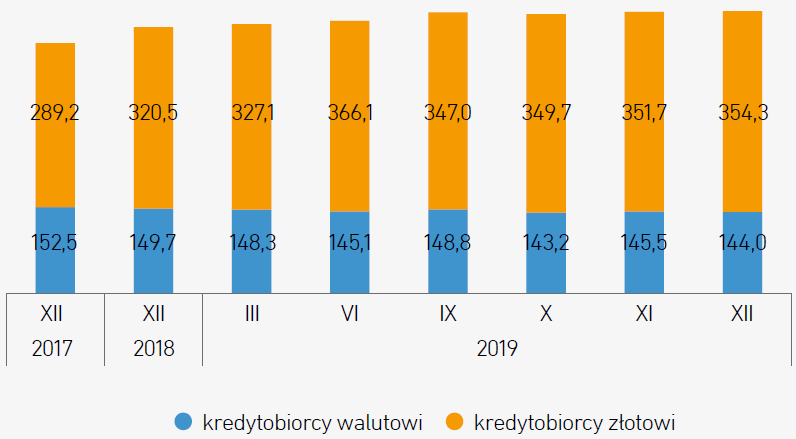 289,2 320,5 327,1 366,1 347,0 349,7 351,7 354,3
152,5 149,7 148,3 145,1 148,8 143,2 145,5 144,0
XII XII III VI IX X XI XII
2017 2018 2019
kredytobiorcy walutowi kredytobiorcy złotowi